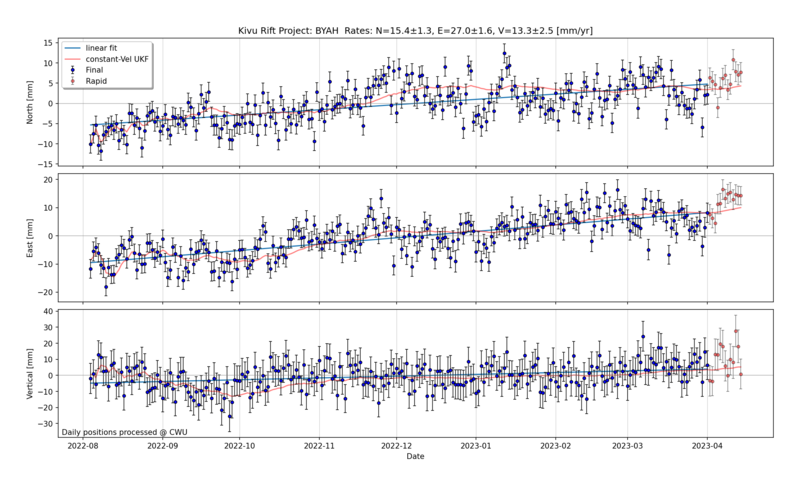 Kivu Rift Project: BYAH  Rates: N=15.4±1.3, E=27.0±1.6, V=13.3±2.5 [mm/yr]
linear fit
constant-Vel UKF
Final
Rapid
North [mm]
15
10
5
0
−5
−10
−15
East [mm]
20
10
0
−10
−20
Vertical [mm]
40
30
20
10
0
−10
−20
−30
Daily positions processed @ CWU
2022-08 2022-09 2022-10 2022-11 2022-12 2023-01 2023-02 2023-03 2023-04
Date